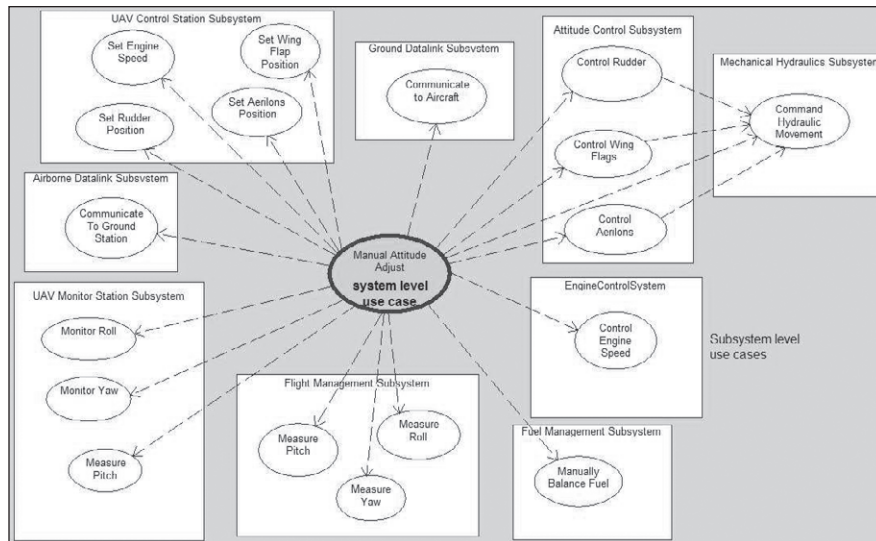 UAV Control Station Subsystem
Set Engine
Speed
Set Wing
Flap
Position
Set Rudder
Position
Set Aerilons
Position
Ground Datalink Subsystem
Communicate
to Aircraft
Attitude Control Subsystem
Control Rudder
Control Wing
Flags
Control
Aerilons
Mechanical Hydraulics Subsystem
Command
Hydraulic
Movement
Airborne Datalink Subsystem
Communicate
To Ground
Station
Manual Attitude
Adjust
system level
use case
UAV Monitor Station Subsystem
Monitor Roll
Monitor Yaw
Measure
Pitch
Flight Management Subsystem
Measure
Pitch
Measure
Roll
Measure
Yaw
EngineControlSystem
Control
Engine
Speed
Subsystem level
use cases
Fuel Management Subsystem
Manually
Balance Fuel